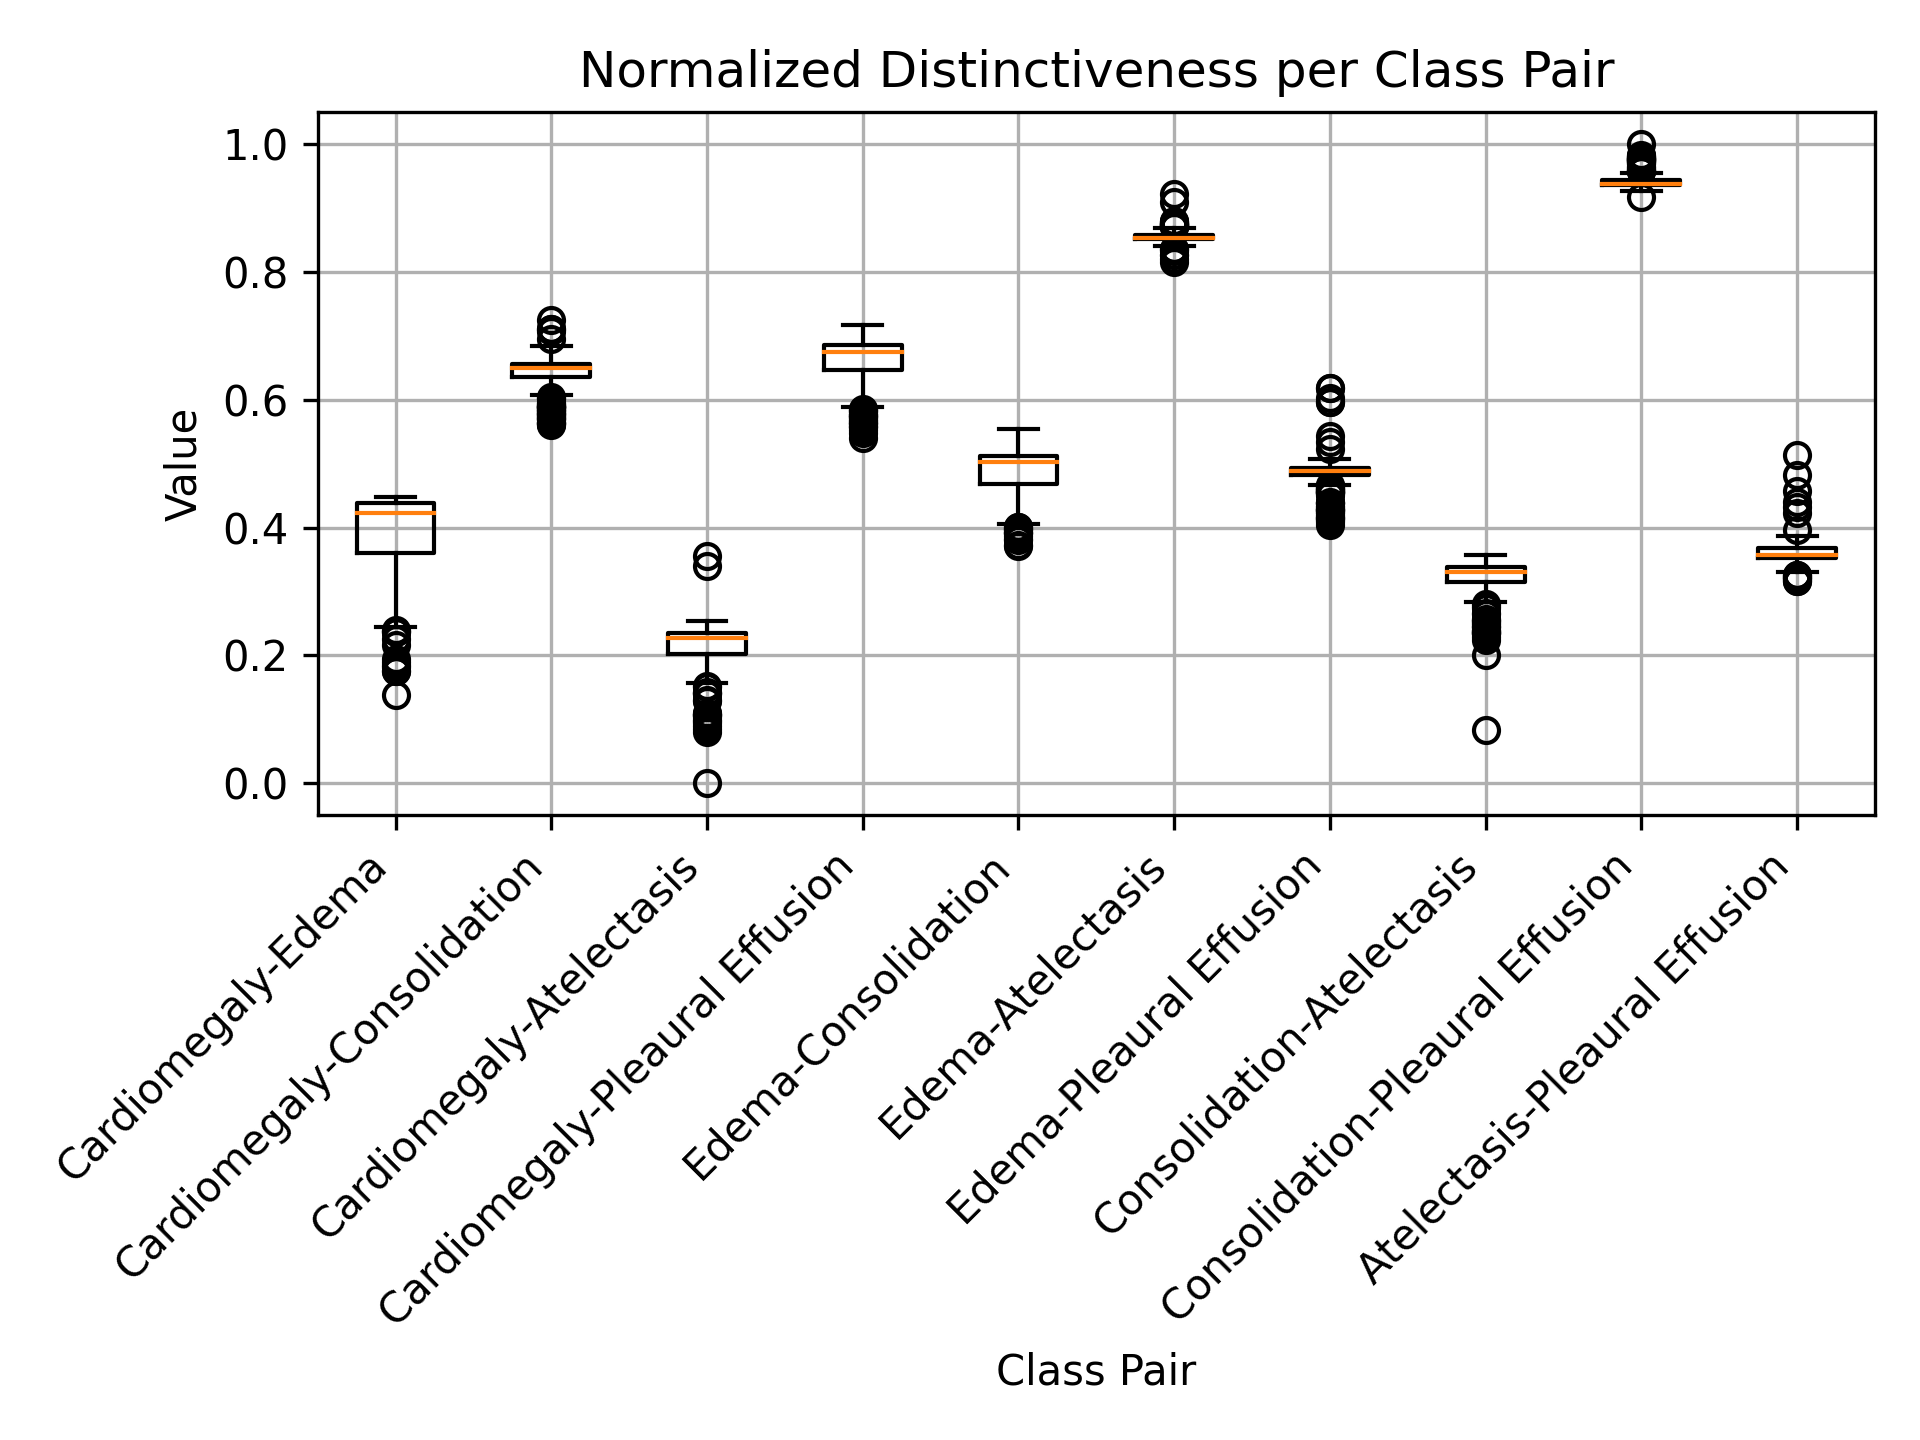 Normalized Distinctiveness per Class Pair
1.0
0.8
0.6
0.4
0.2
0.0
Value
Cardiomegaly-Edema
Cardiomegaly-Consolidation
Cardiomegaly-Atelectasis
Cardiomegaly-Pleaural Effusion
Edema-Consolidation
Edema-Atelectasis
Edema-Pleaural Effusion
Consolidation-Atelectasis
Consolidation-Pleaural Effusion
Atelectasis-Pleaural Effusion
Class Pair